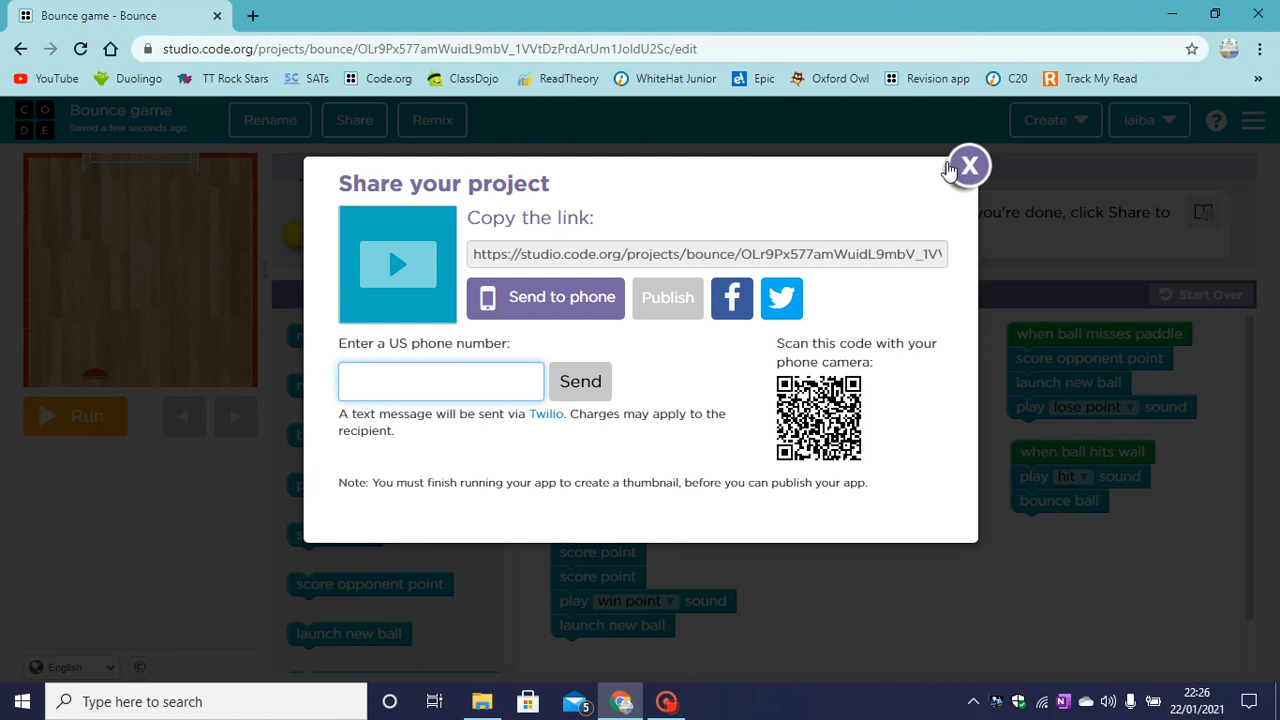 Bounce game - Bounce
studio.code.org/projects/bounce/OLr9Px577amWuidL9mbV_1VVtDzPrdArUm1JoIdU2Sc/edit
YouTube Duolingo TT Rock Stars SC SATs Code.org ClassDojo ReadTheory WhiteHat Junior e! Epic Oxford Owl Revision app C20 R Track My Read »
C O D E Bounce game Rename Share Remix Create laiba ?
Saved a few seconds ago
X
Share your project
Copy the link:
you're done, click Share to
https://studio.code.org/projects/bounce/OLr9Px577amWuidL9mbV_1VV
Send to phone Publish f
Start Over
Enter a US phone number:
Scan this code with your
phone camera:
Send
A text message will be sent via Twilio. Charges may apply to the
recipient.
Note: You must finish running your app to create a thumbnail, before you can publish your app.
Run
when ball misses paddle
score opponent point
launch new ball
play lose point sound
when ball hits wall
play hit sound
bounce ball
score point
score point
play win point sound
launch new ball
score opponent point
launch new ball
English ©
Type here to search 5 22:26
22/01/2021